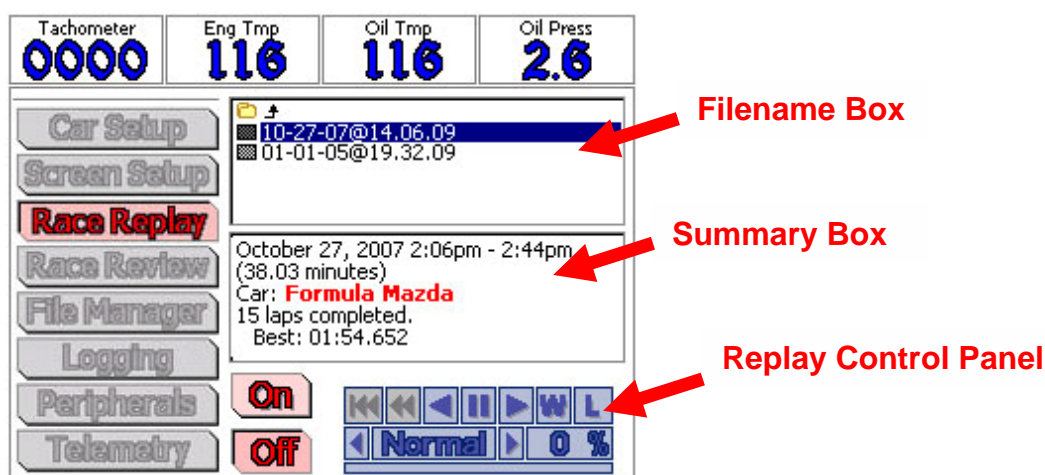 Tachometer Eng Tmp Oil Tmp Oil Press
0000 116 116 2.6
Car Setup
Screen Setup
Race Replay
Race Review
File Manager
Logging
Peripherals
Telemetry
10-27-07@14.06.09
01-01-05@19.32.09
October 27, 2007 2:06pm - 2:44pm
(38.03 minutes)
Car: Formula Mazda
15 laps completed.
Best: 01:54.652
On
Off
W L
Normal 0 %
Filename Box
Summary Box
Replay Control Panel